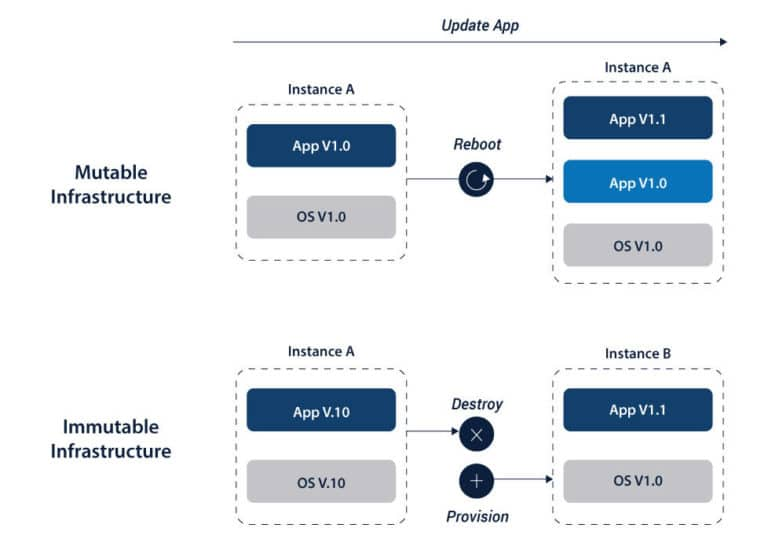 Update App
Instance A
Instance A
App V1.0
App V1.1
Reboot
Mutable
Infrastructure
App V1.0
OS V1.0
OS V1.0
Instance A
Instance B
App V.10
App V1.1
Destroy
Immutable
Infrastructure
OS V.10
OS V1.0
Provision